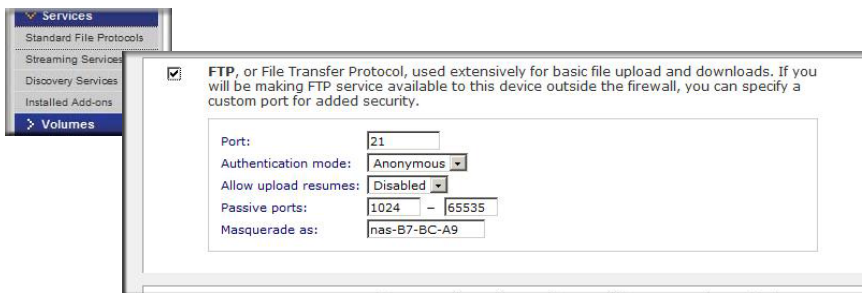 Services
Standard File Protocols
Streaming Services
Discovery Services
Installed Add-ons
Volumes
FTP, or File Transfer Protocol, used extensively for basic file upload and downloads. If you
will be making FTP service available to this device outside the firewall, you can specify a
custom port for added security.
Port: 21
Authentication mode: Anonymous
Allow upload resumes: Disabled
Passive ports: 1024 – 65535
Masquerade as: nas-B7-BC-A9